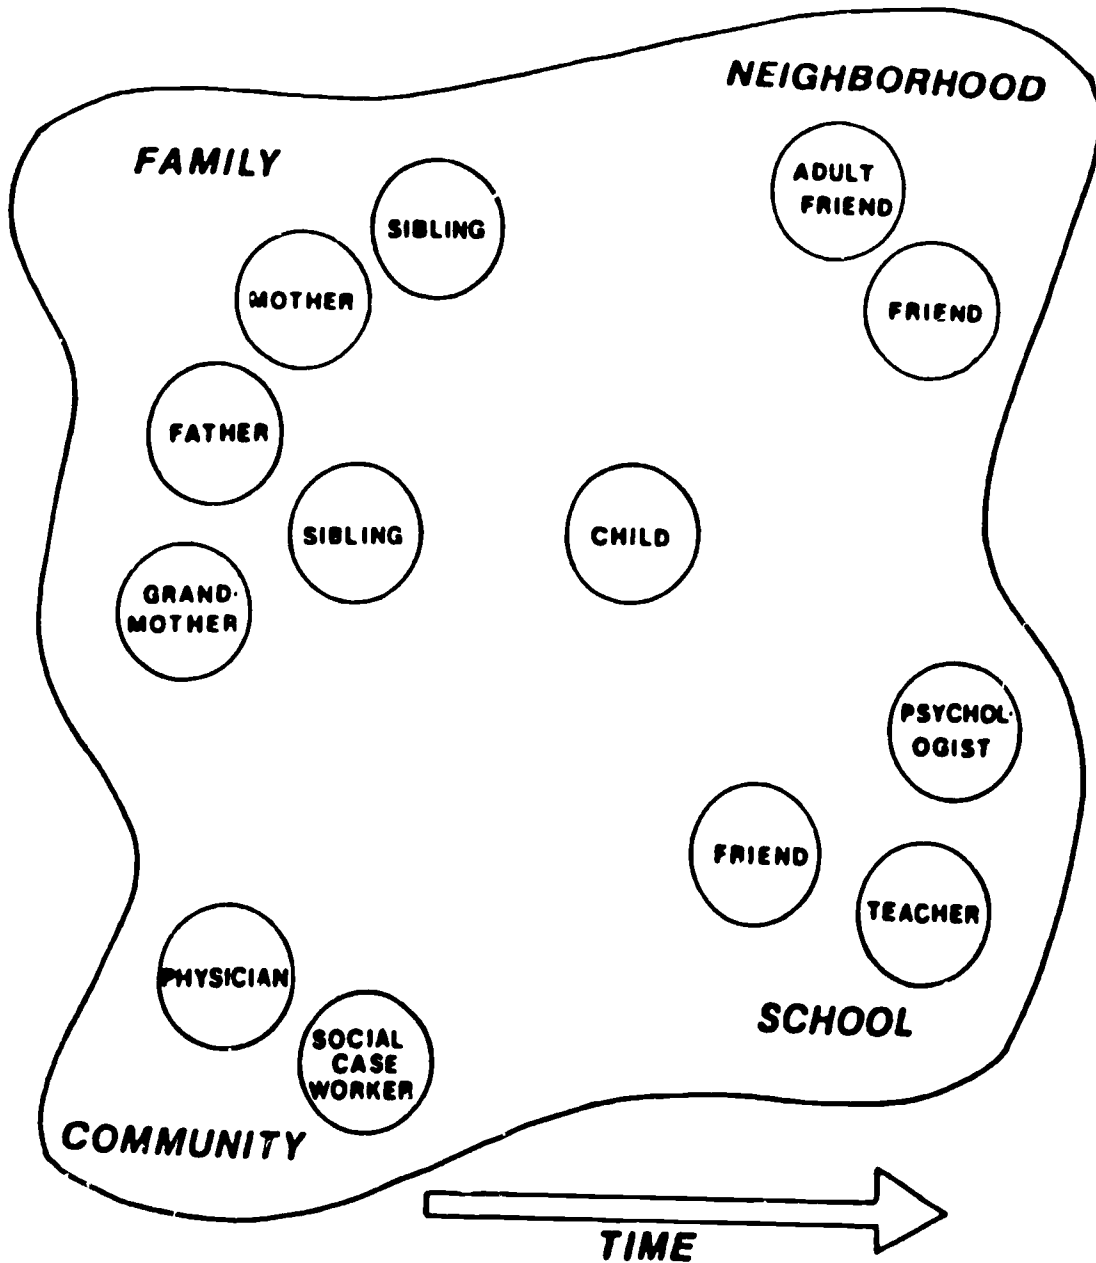 NEIGHBORHOOD
FAMILY
ADULT
FRIEND
SIBLING
MOTHER
FRIEND
FATHER
SIBLING
CHILD
GRAND-
MOTHER
PSYCHOL-
OGIST
FRIEND
TEACHER
PHYSICIAN
SOCIAL
CASE
WORKER
SCHOOL
COMMUNITY
TIME